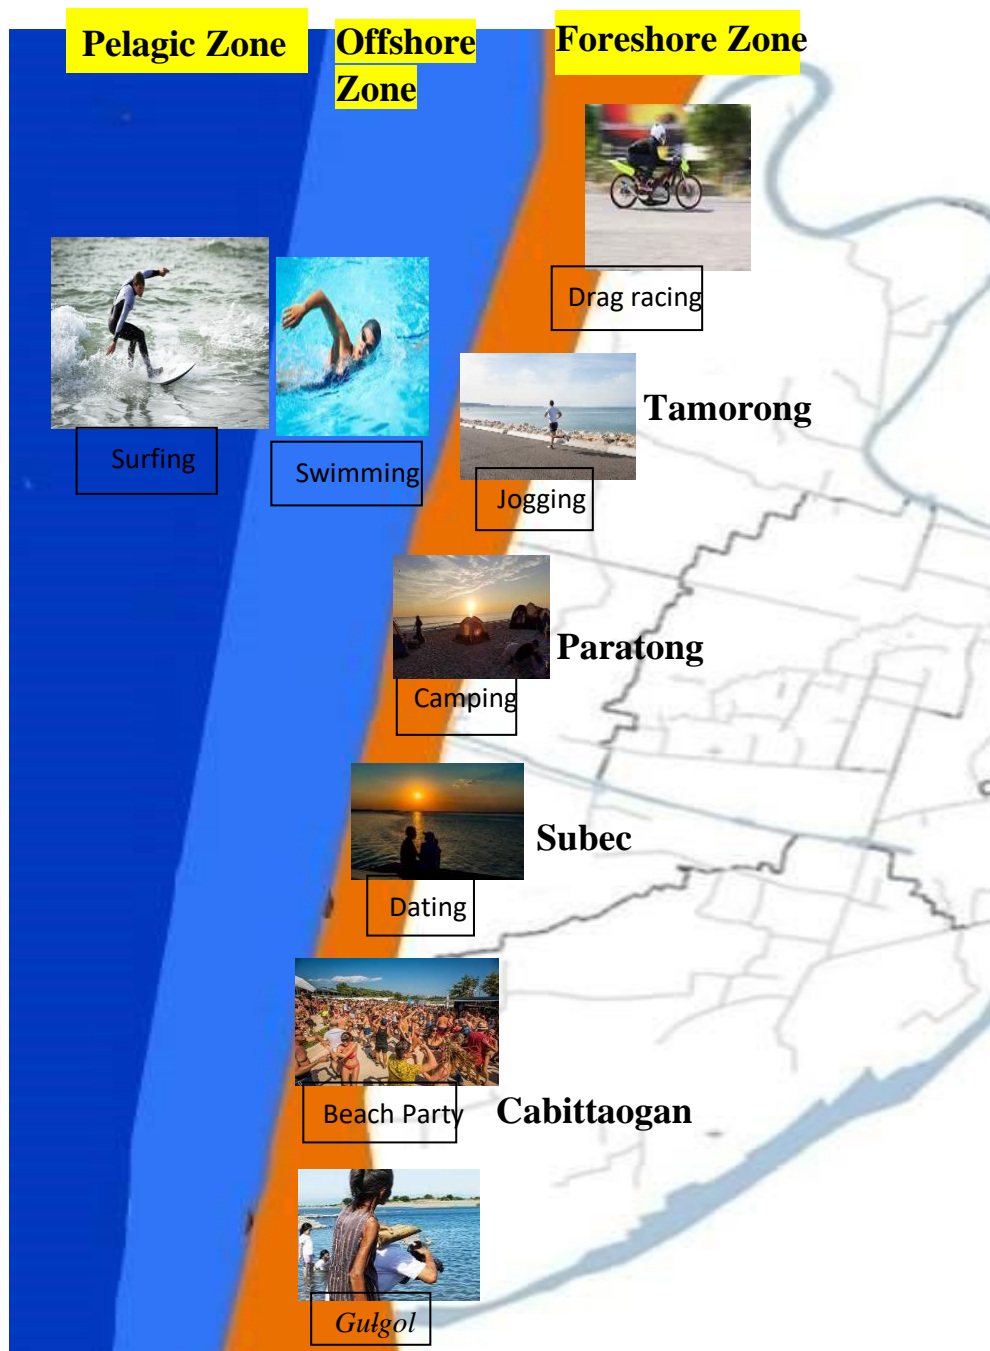 Pelagic Zone
Offshore
Zone
Foreshore Zone
Drag racing
Surfing
Swimming
Jogging
Tamorong
Camping
Paratong
Dating
Subec
Beach Party
Cabittaogan
Gułgol